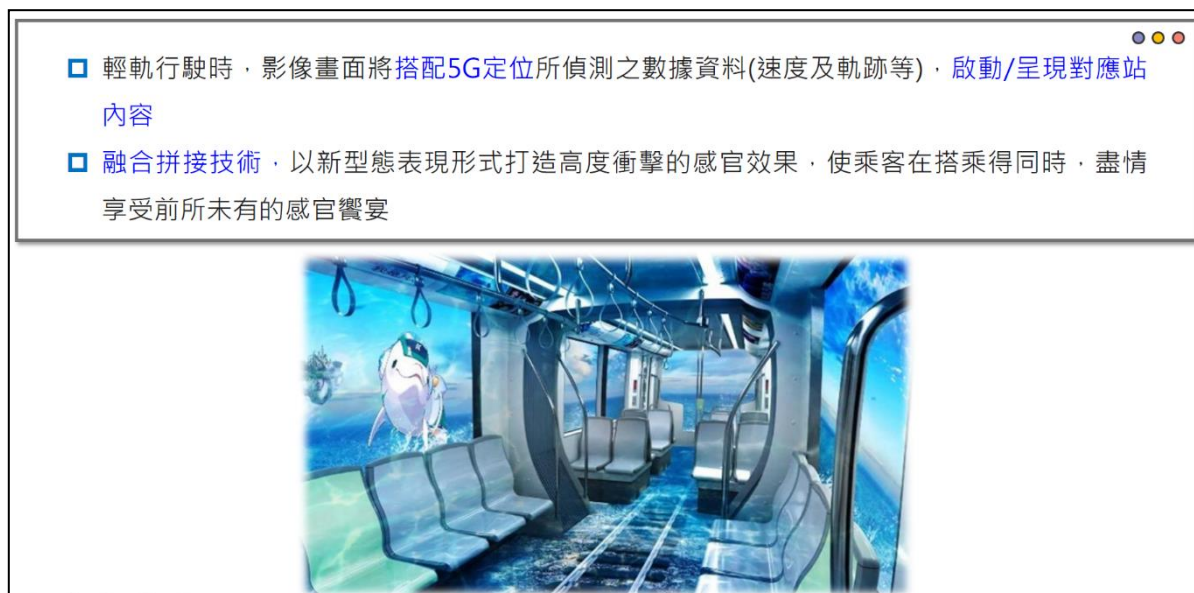 輕軌行駛時，影像畫面將搭配5G定位所偵測之數據資料(速度及軌跡等)，啟動/呈現對應站
內容
融合拼接技術，以新型態表現形式打造高度衝擊的感官效果，使乘客在搭乘得同時，盡情
享受前所未有的感官饗宴